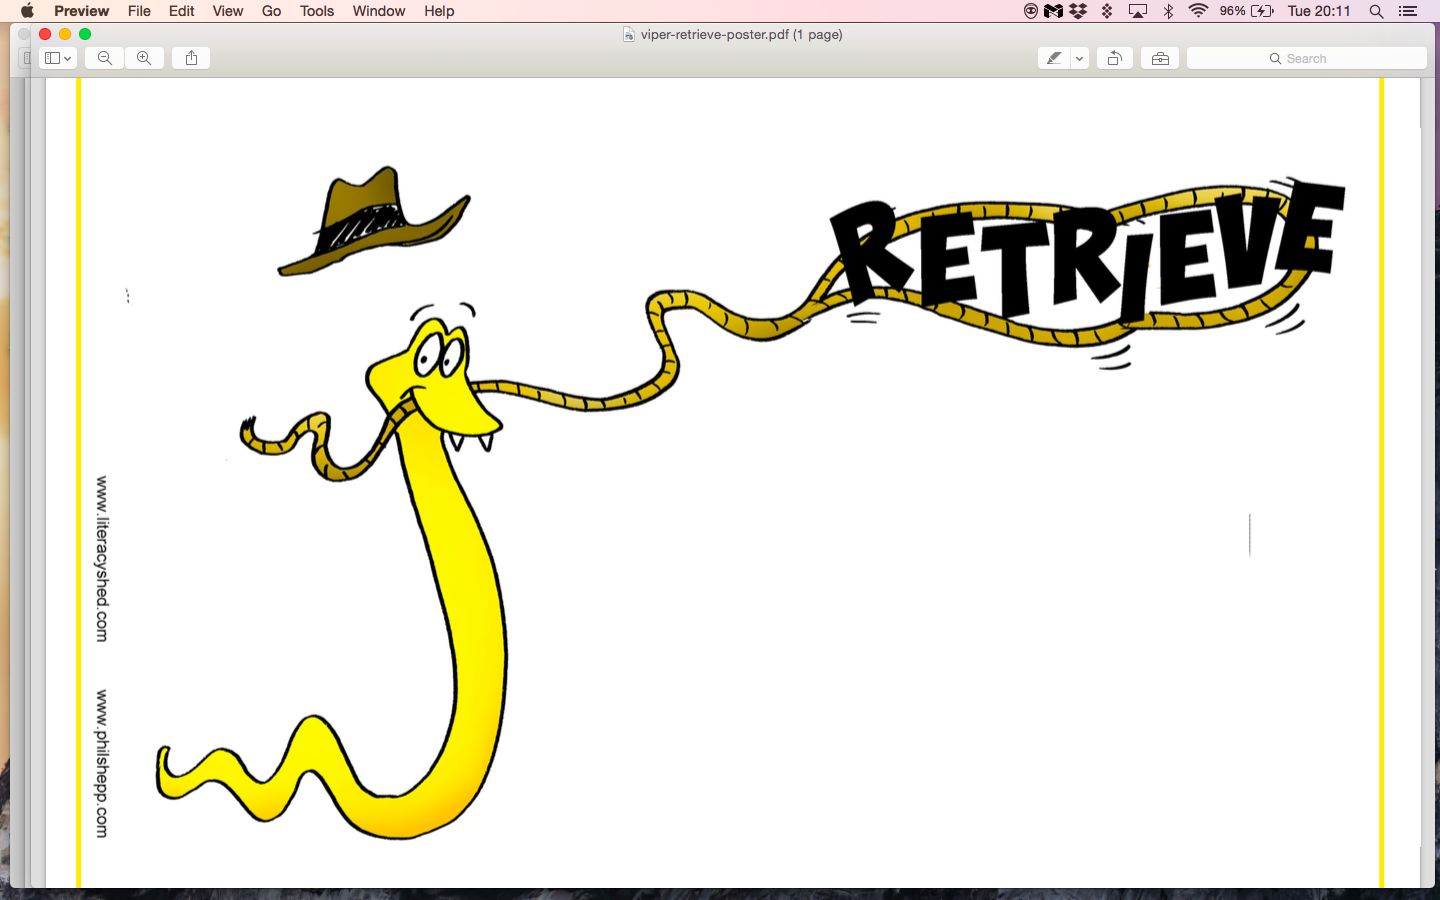 Preview File Edit View Go Tools Window Help 96% Tue 20:11
viper-retrieve-poster.pdf (1 page)
Search
RETRIEVE
www.literacyshed.com
www.philshepp.com